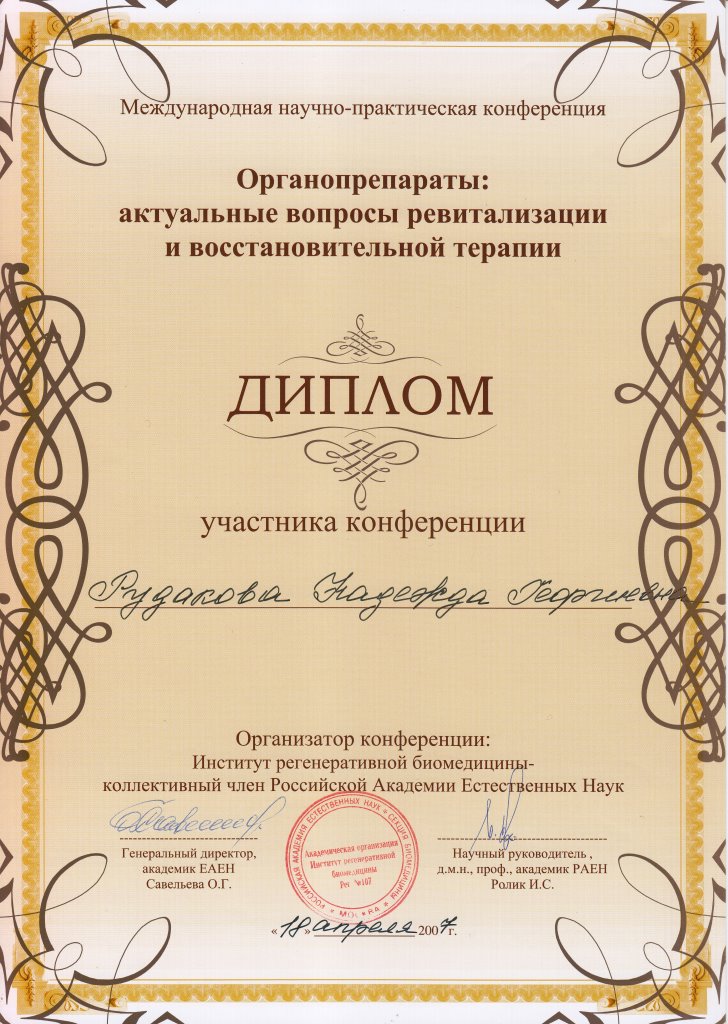 Международная научно-практическая конференция
Органопрепараты:
актуальные вопросы ревитализации
и восстановительной терапии
ДИПЛОМ
участника конференции
Рудакова Надежда Георгиевна
Организатор конференции:
Институт регенеративной биомедицины-
коллективный член Российской Академии Естественных Наук
Генеральный директор,
академик ЕАЕН
Савельева О.Г.
РОССИЙСКАЯ АКАДЕМИЯ ЕСТЕСТВЕННЫХ НАУК * СЕКЦИЯ БИОМЕДИЦИНЫ * МОСКВА *
Академическая организация
Институт регенеративной
биомедицины
Рег №107
Научный руководитель ,
д.м.н., проф., академик РАЕН
Ролик И.С.
«18» апреля 2007г.